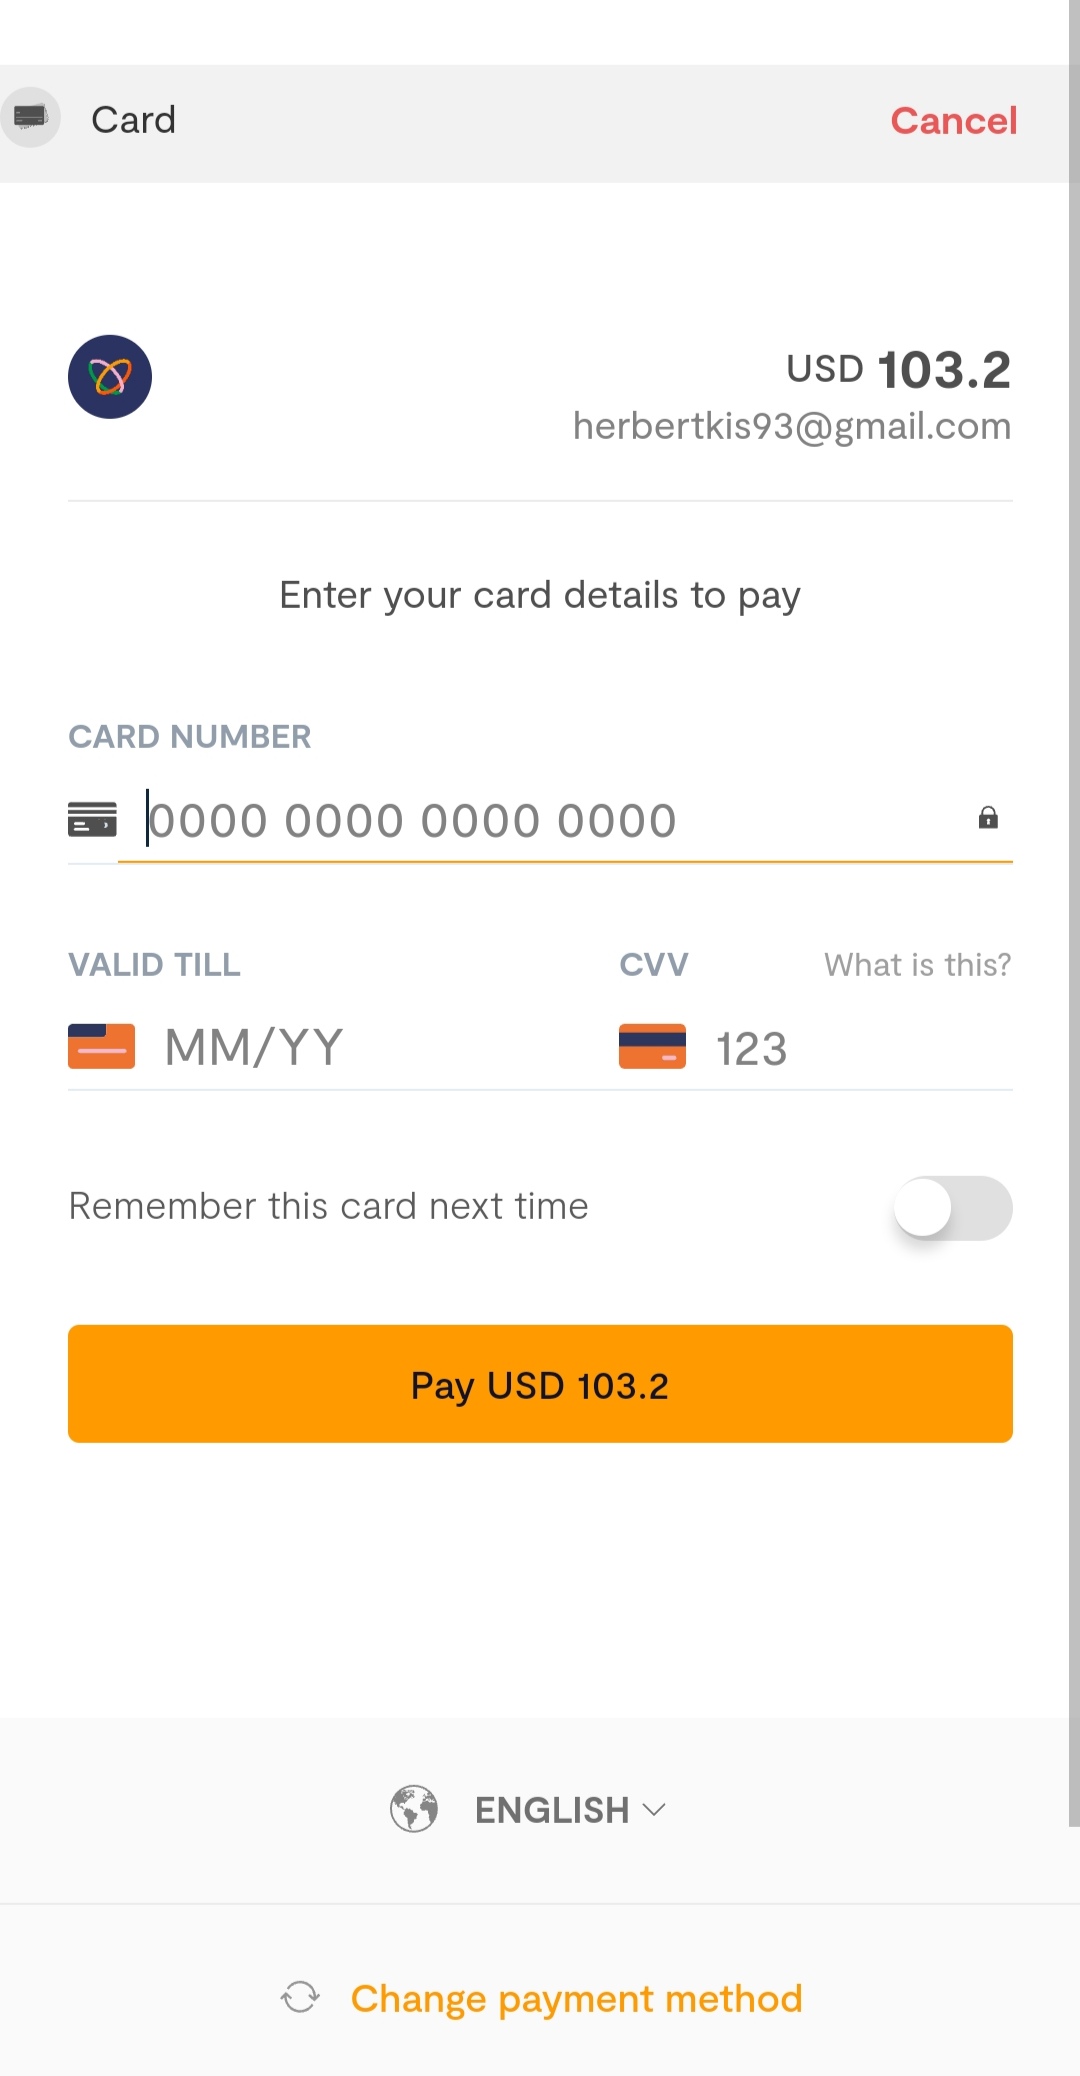 Card
Cancel
USD 103.2
herbertkis93@gmail.com
Enter your card details to pay
CARD NUMBER
0000 0000 0000 0000
VALID TILL
CVV
What is this?
MM/YY
123
Remember this card next time
Pay USD 103.2
ENGLISH
Change payment method